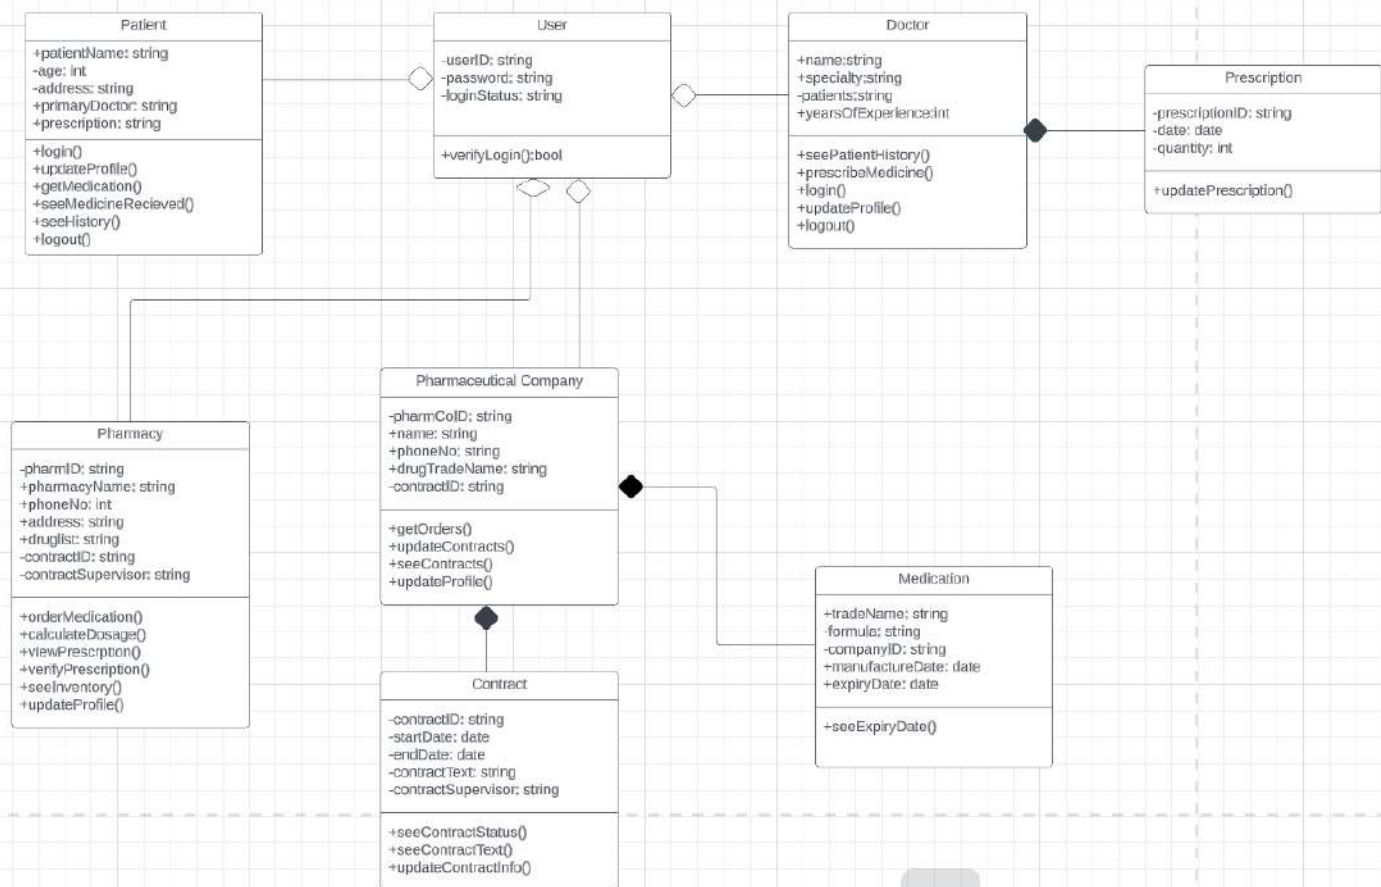 Patient
+patientName: string
-age: int
-address: string
+primaryDoctor: string
+prescription: string
+login()
+updateProfile()
+getMedication()
+seeMedicineRecieved()
+seeHistory()
+logout()
User
-userID: string
-password: string
-loginStatus: string
+verifyLogin():bool
Doctor
+name:string
+specialty:string
-patients:string
+yearsOfExperience:int
+seePatientHistory()
+prescribeMedicine()
+login()
+updateProfile()
+logout()
Prescription
-prescriptionID: string
-date: date
-quantity: int
+updatePrescription()
Pharmacy
-pharmID: string
+pharmacyName: string
+phoneNo: int
+address: string
+druglist: string
-contractID: string
-contractSupervisor: string
+orderMedication()
+calculateDosage()
+viewPrescrption()
+verifyPrescrption()
+seeInventory()
+updateProfile()
Pharmaceutical Company
-pharmCoID: string
+name: string
+phoneNo: string
+drugTradeName: string
-contractID: string
+getOrders()
+updateContracts()
+seeContracts()
+updateProfile()
Contract
-contractID: string
-startDate: date
-endDate: date
-contractText: string
-contractSupervisor: string
+seeContractStatus()
+seeContractText()
+updateContractInfo()
Medication
+tradeName: string
-formula: string
-companyID: string
+manufactureDate: date
+expiryDate: date
+seeExpiryDate()